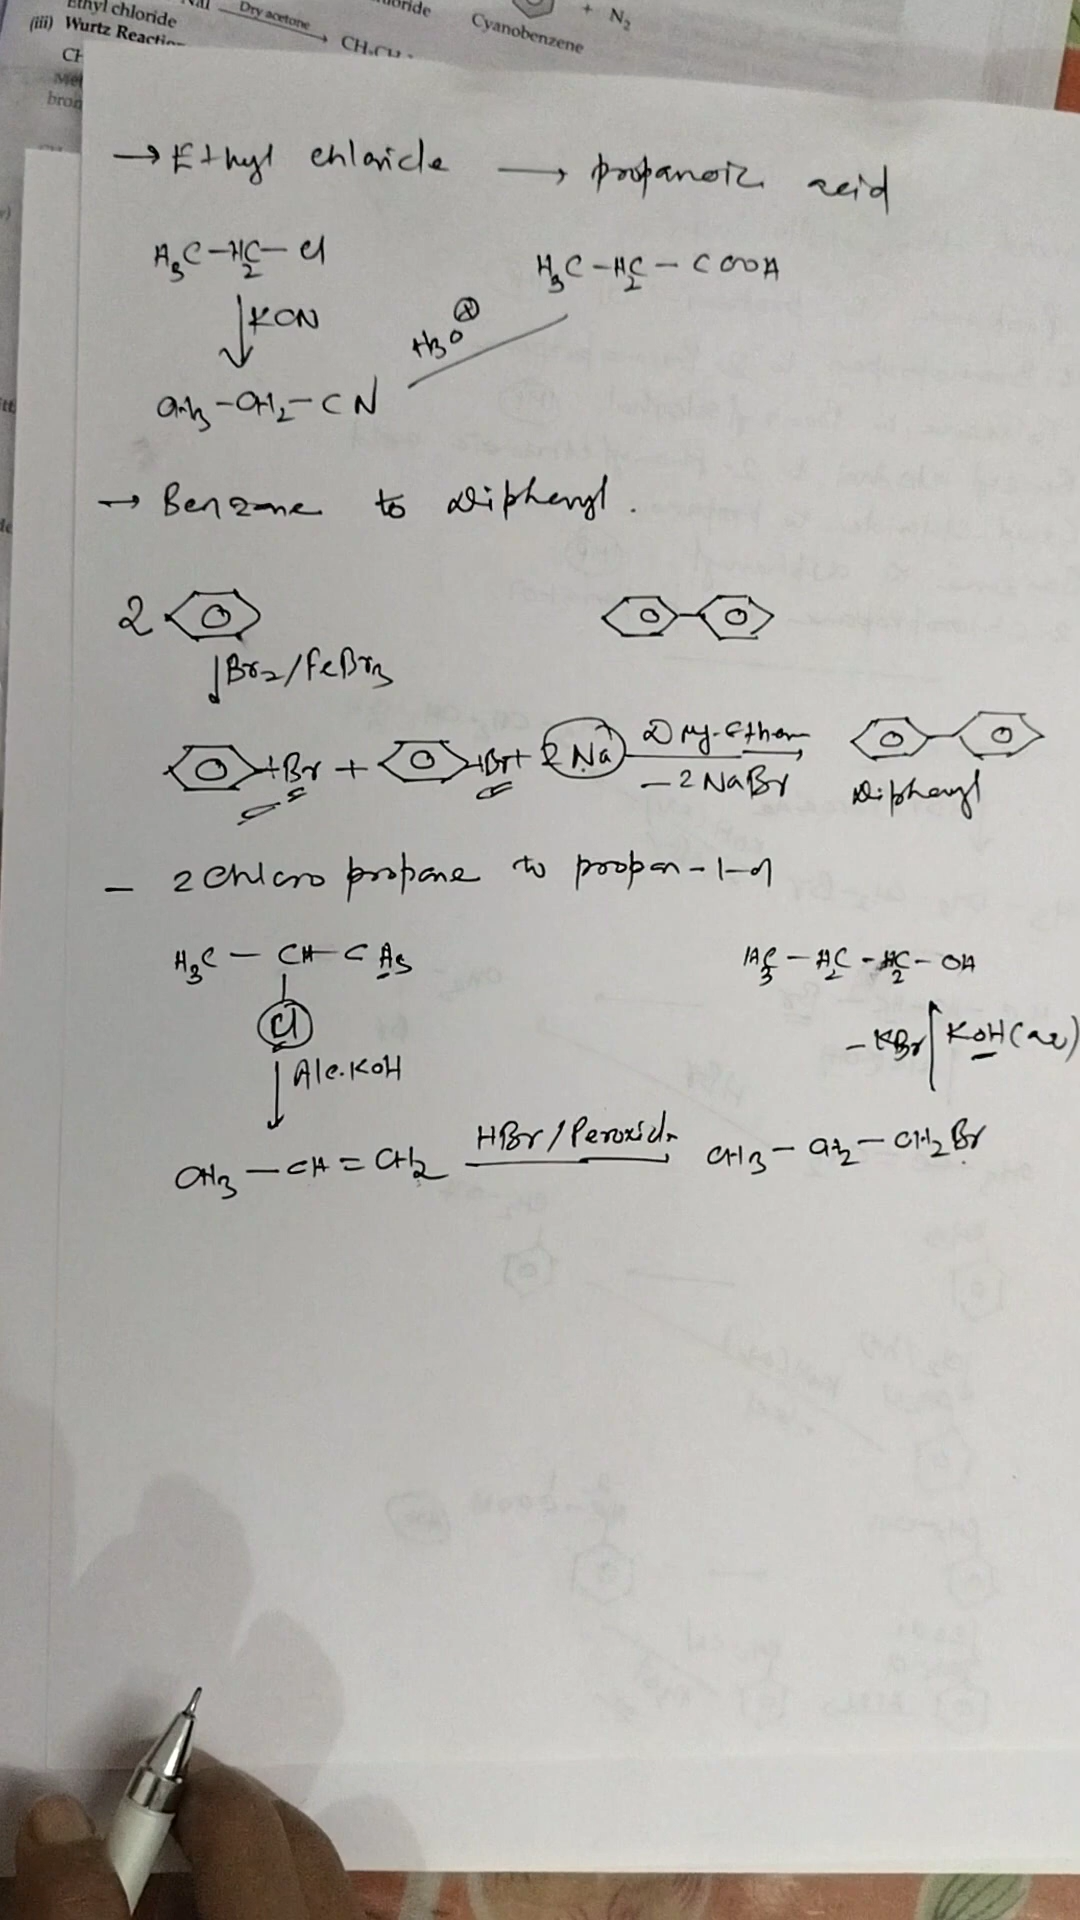 Ethyl chloride
Dry acetone
(iii) Wurtz Reaction
Cyanobenzene
+ N2
→ Ethyl chloride → propanoic acid
H3C-H2C-Cl
H3C-H2C-COOH
KCN
H3O⊕
CH3-CH2-CN
→ Benzene to Diphenyl.
2
Br2/FeBr3
Br + Br + 2Na Dry-Ether
-2NaBr
Diphenyl
- 2 Chloro propane to propan-1-ol
H3C - CH - CH3
H3C - H2C - H2C - OH
Cl
-KBr KOH(aq)
Alc. KOH
CH3 - CH = CH2 HBr/Peroxide CH3 - CH2 - CH2Br